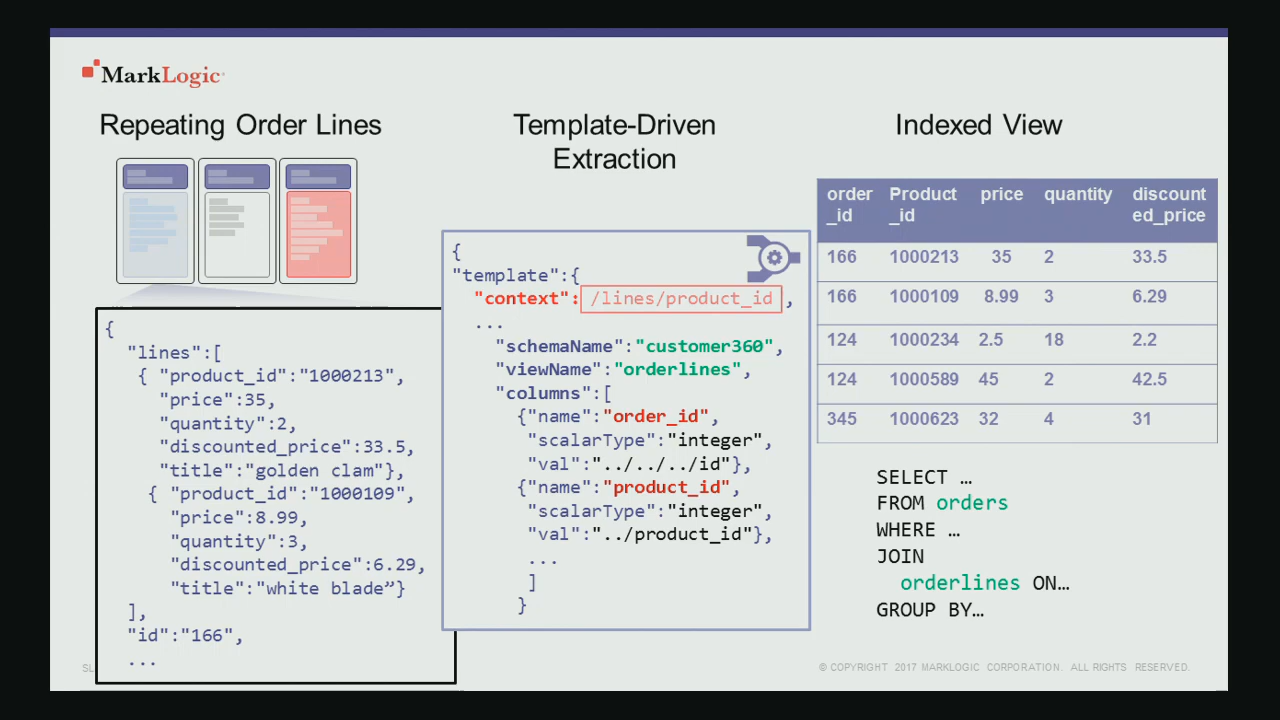 MarkLogic
Repeating Order Lines
{
"lines":[
{ "product_id":"1000213",
"price":35,
"quantity":2,
"discounted_price":33.5,
"title":"golden clam"},
{ "product_id":"1000109",
"price":8.99,
"quantity":3,
"discounted_price":6.29,
"title":"white blade”}
],
"id":"166",
...
Template-Driven
Extraction
{
"template":{
"context": /lines/product_id ,
...
"schemaName":"customer360",
"viewName":"orderlines",
"columns":[
{"name":"order_id",
"scalarType":"integer",
"val":"../../../id"},
{"name":"product_id",
"scalarType":"integer",
"val":"../product_id"},
...
]
}
Indexed View
order_id Product_id price quantity discounted_price
166 1000213 35 2 33.5
166 1000109 8.99 3 6.29
124 1000234 2.5 18 2.2
124 1000589 45 2 42.5
345 1000623 32 4 31
SELECT …
FROM orders
WHERE …
JOIN
orderlines ON…
GROUP BY…
© COPYRIGHT 2017 MARKLOGIC CORPORATION. ALL RIGHTS RESERVED.